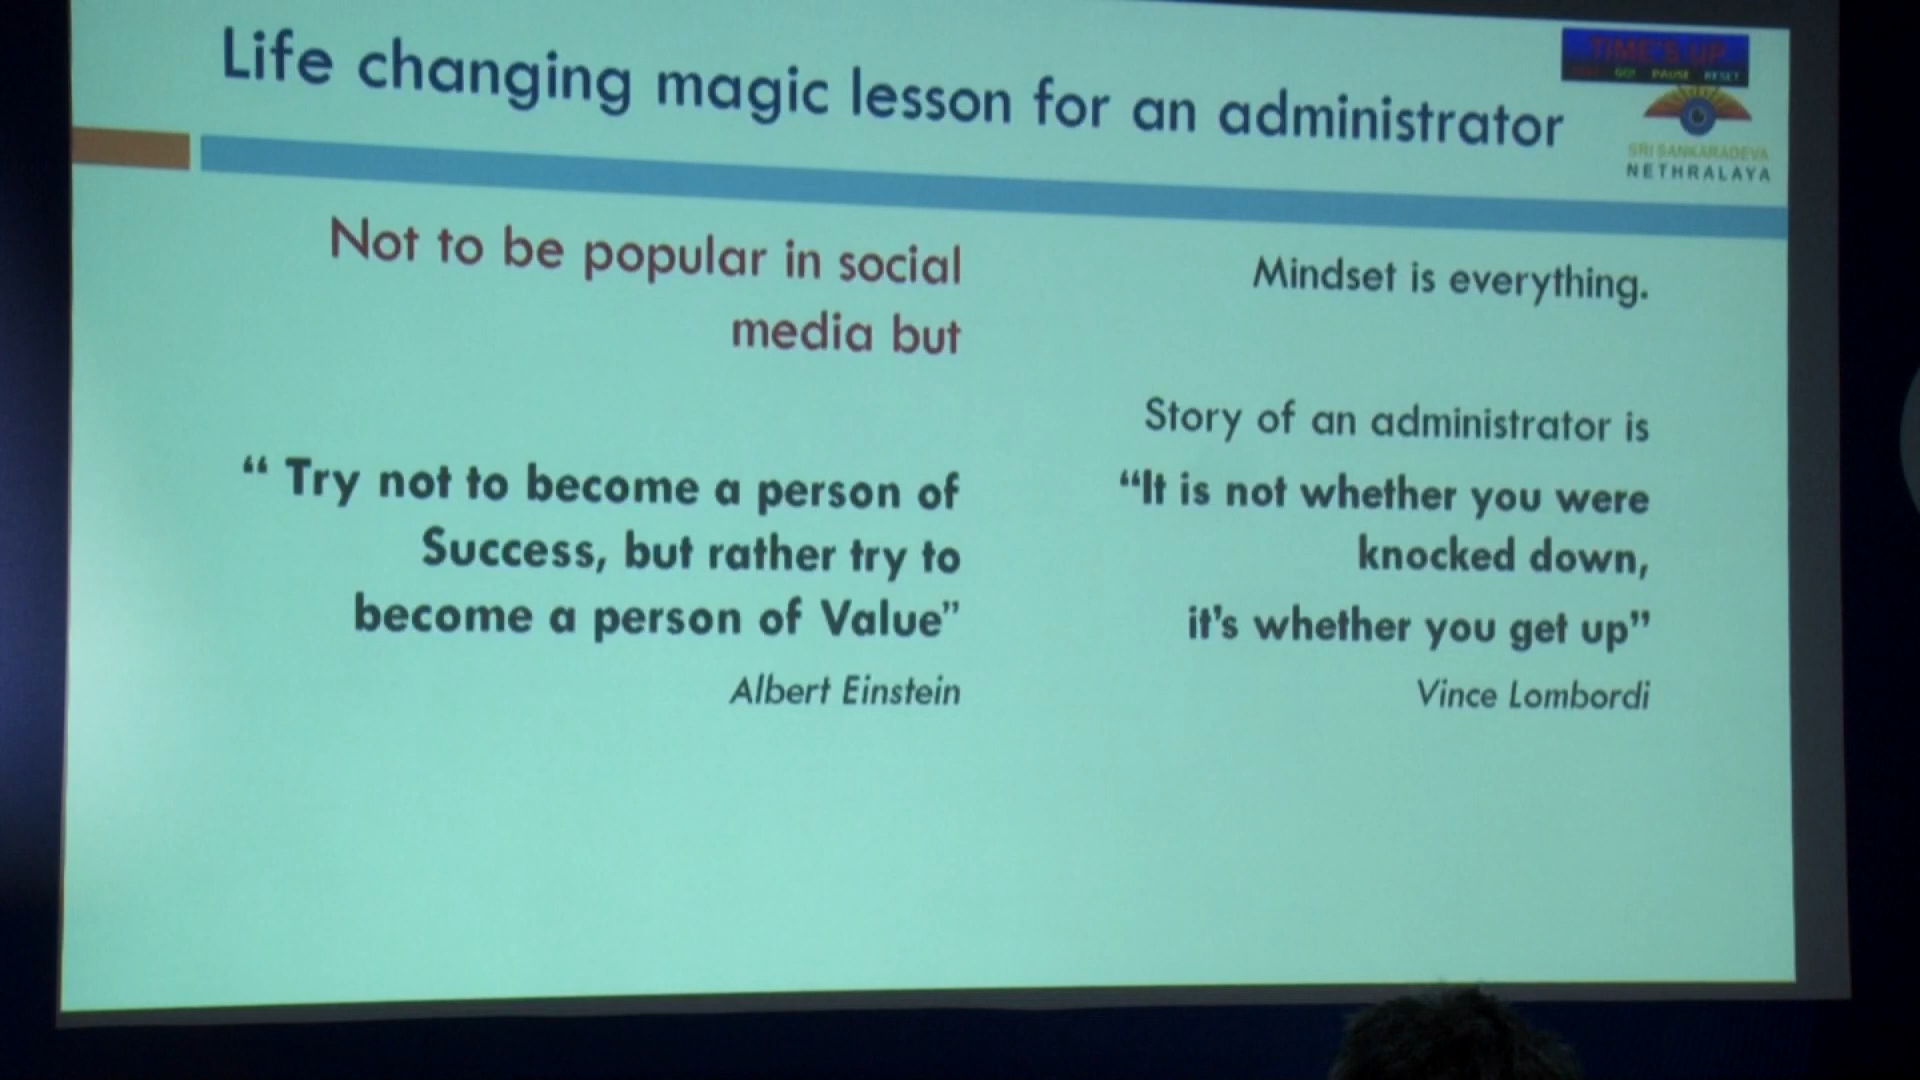 Life changing magic lesson for an administrator
TIME'S UP
GO! PAUSE RESET
SRI SANKARADEVA
NETHRALAYA
Not to be popular in social
media but
“ Try not to become a person of
Success, but rather try to
become a person of Value”
Albert Einstein
Mindset is everything.
Story of an administrator is
“It is not whether you were
knocked down,
it's whether you get up”
Vince Lombordi